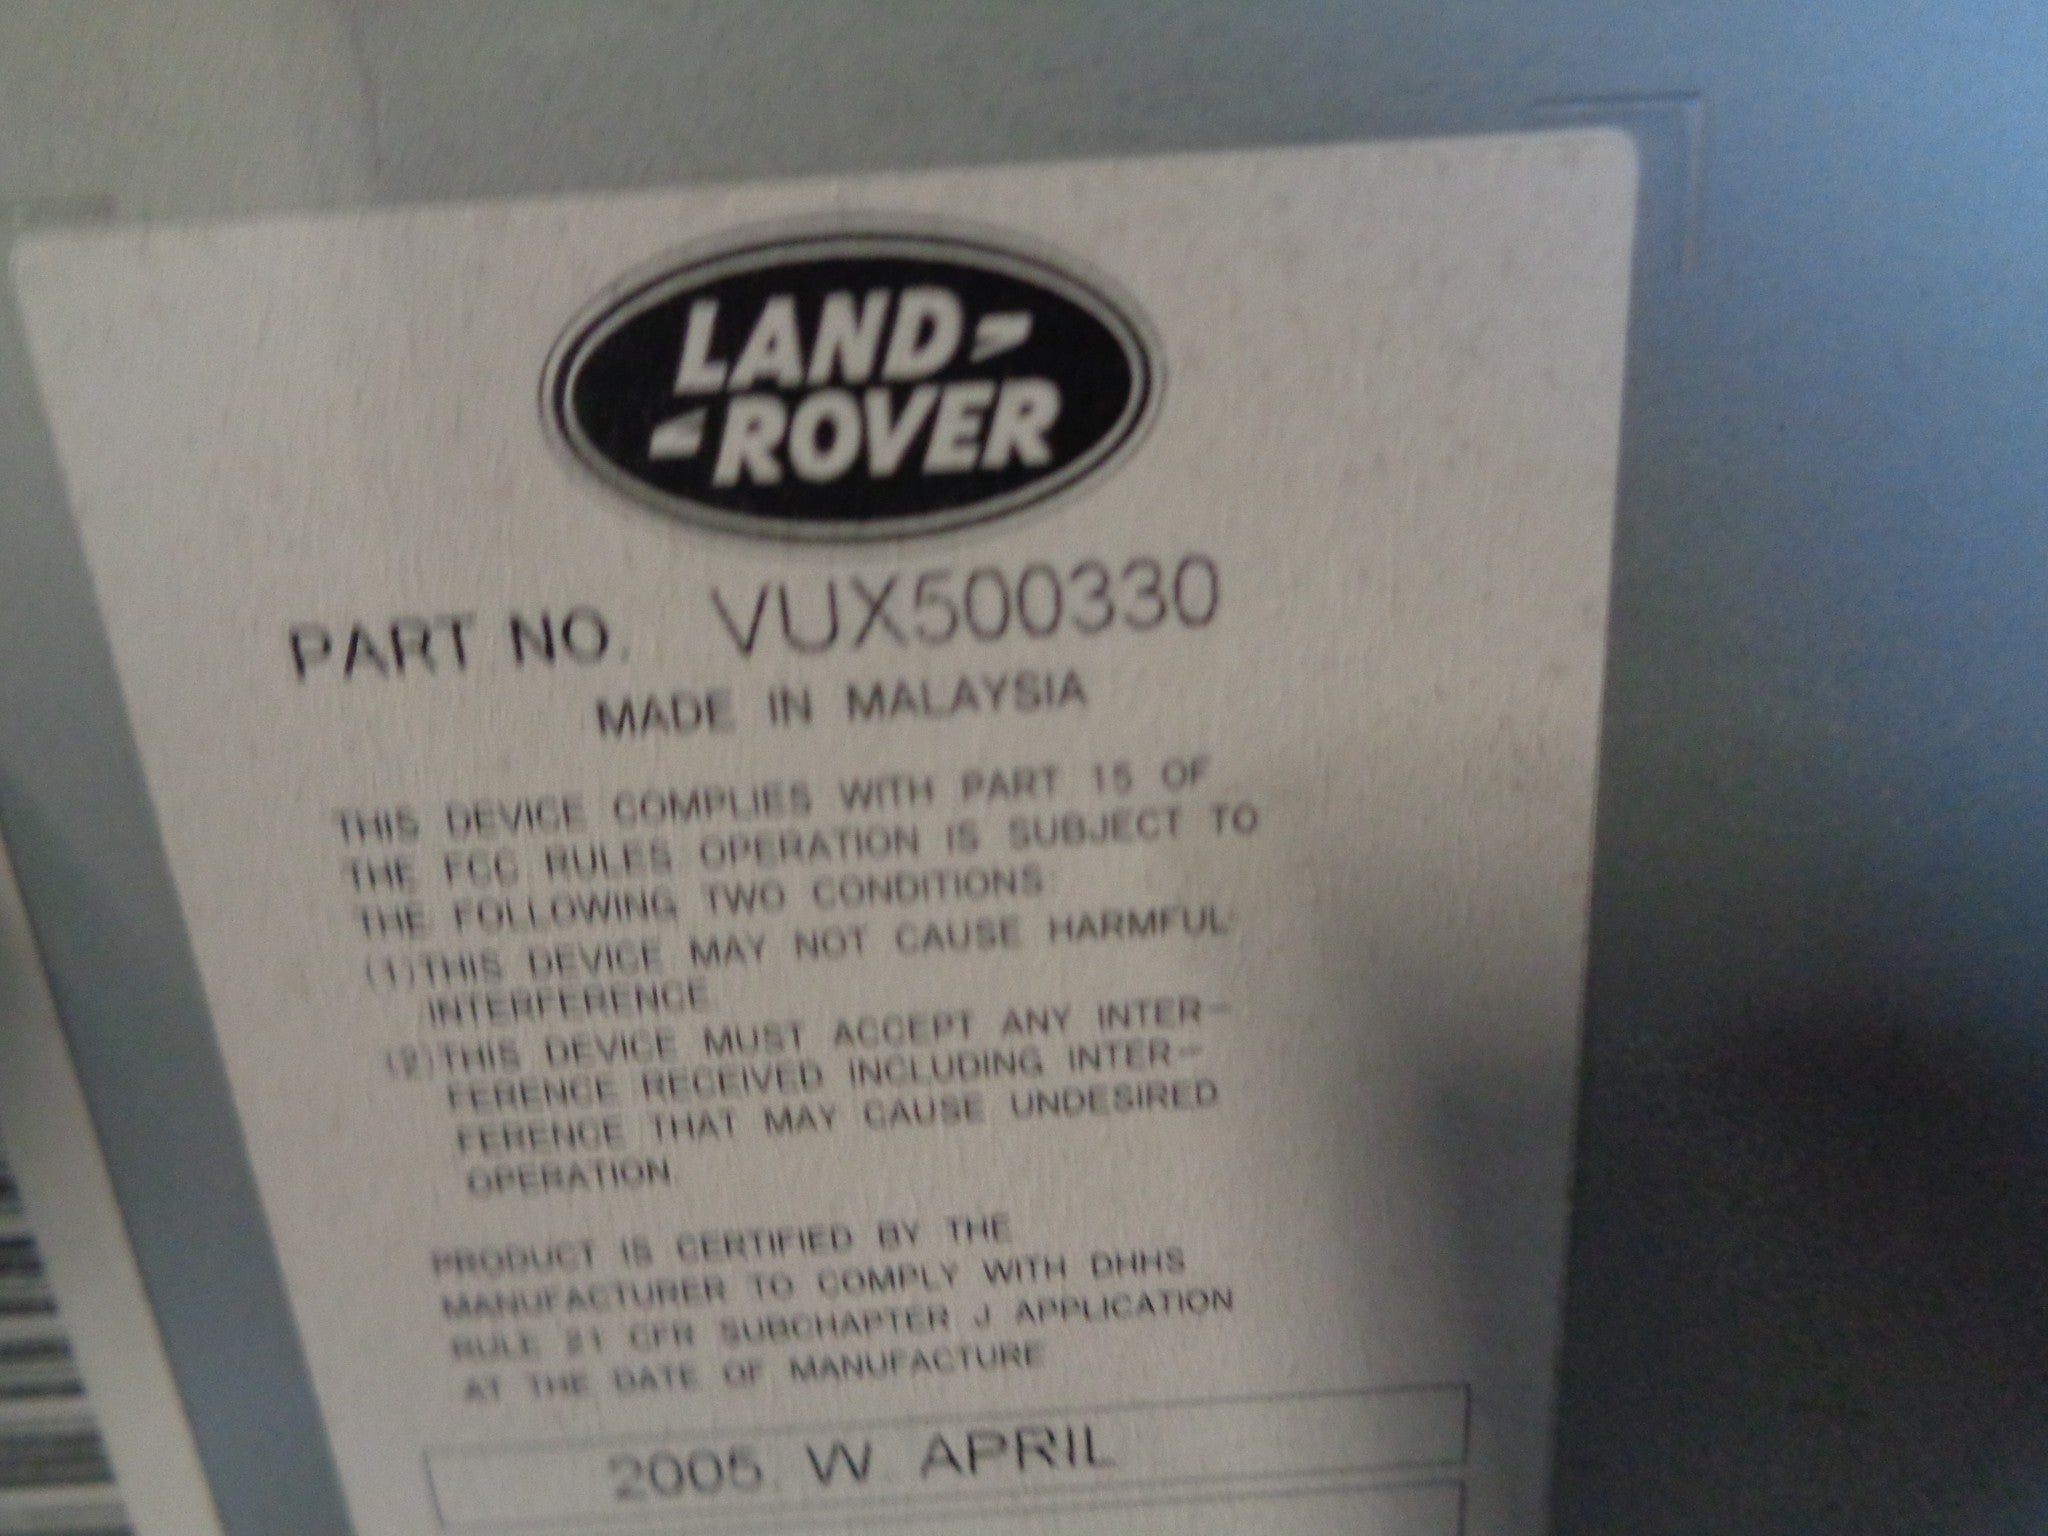 LAND-
-ROVER
PART NO. VUX500330
MADE IN MALAYSIA
THIS DEVICE COMPLIES WITH PART 15 OF
THE FCC RULES OPERATION IS SUBJECT TO
THE FOLLOWING TWO CONDITIONS:
(1) THIS DEVICE MAY NOT CAUSE HARMFUL
INTERFERENCE.
(2) THIS DEVICE MUST ACCEPT ANY INTER-
FERENCE RECEIVED INCLUDING INTER-
FERENCE THAT MAY CAUSE UNDESIRED
OPERATION.
PRODUCT IS CERTIFIED BY THE
MANUFACTURER TO COMPLY WITH DHHS
RULE 21 CFR SUBCHAPTER J APPLICATION
AT THE DATE OF MANUFACTURE
2005. W. APRIL